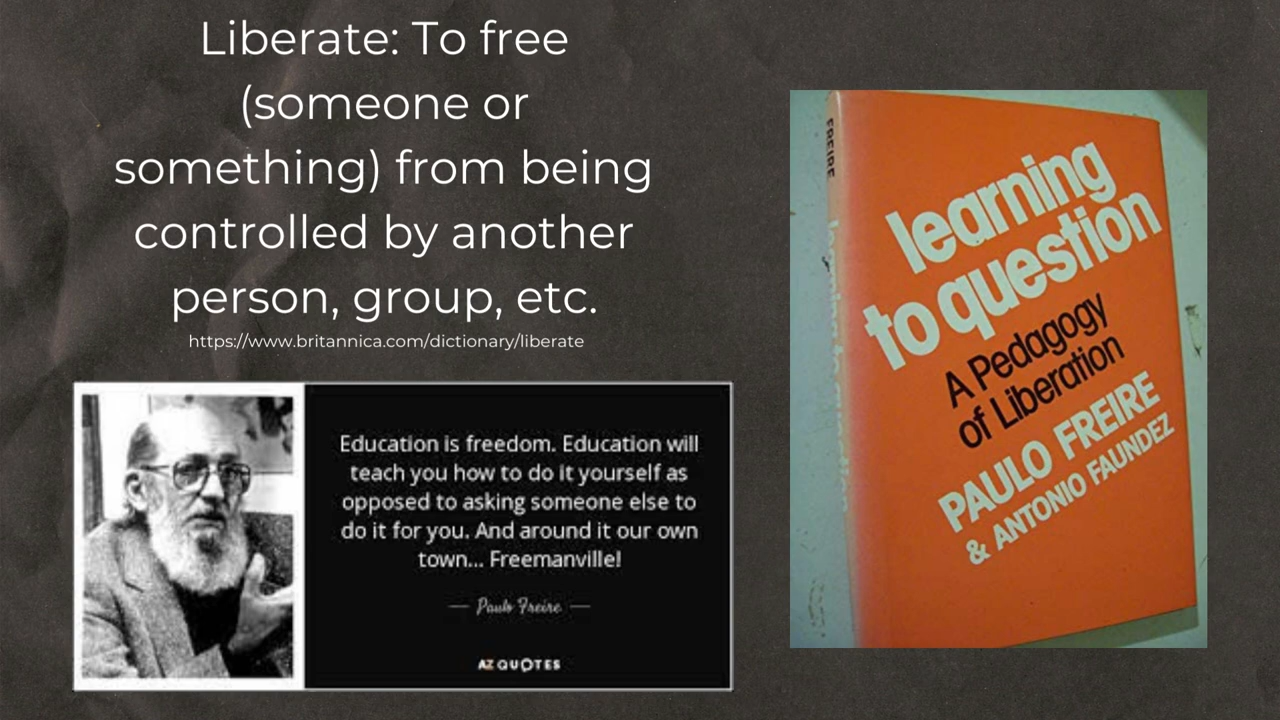 Liberate: To free
(someone or
something) from being
controlled by another
person, group, etc.
https://www.britannica.com/dictionary/liberate
Education is freedom. Education will
teach you how to do it yourself as
opposed to asking someone else to
do it for you. And around it our own
town... Freemanville!
— Paulo Freire —
AZ QUOTES
FREIRE
learning
to question
A Pedagogy
of Liberation
PAULO FREIRE
& ANTONIO FAUNDEZ